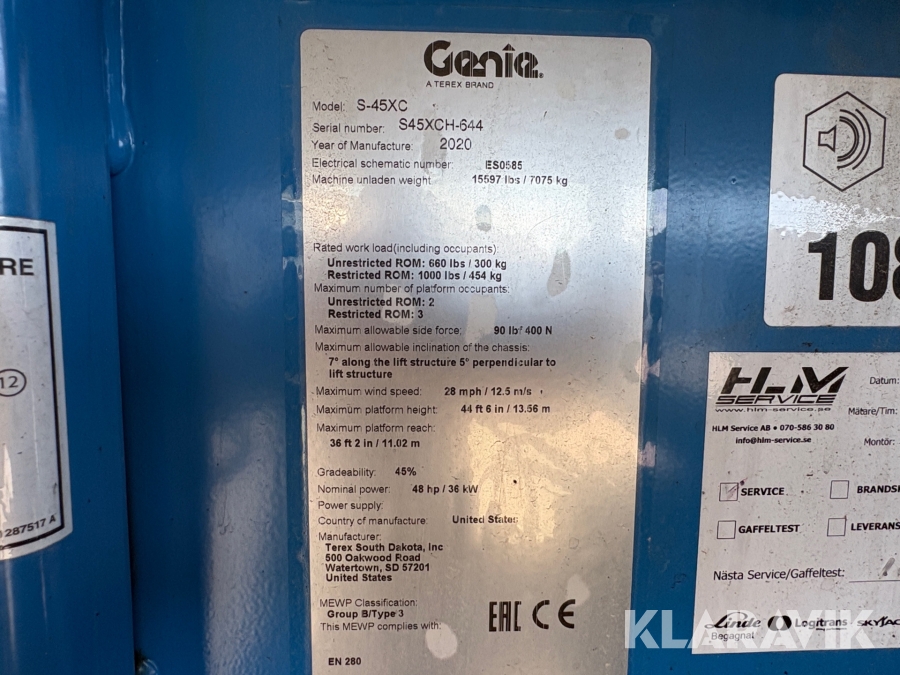 Genie
A TEREX BRAND
Model: S-45XC
Serial number: S45XCH-644
Year of Manufacture: 2020
Electrical schematic number: ES0585
Machine unladen weight 15597 lbs / 7075 kg
Rated work load(including occupants):
Unrestricted ROM: 660 lbs / 300 kg
Restricted ROM: 1000 lbs / 454 kg
Maximum number of platform occupants:
Unrestricted ROM: 2
Restricted ROM: 3
Maximum allowable side force: 90 lb/ 400 N
Maximum allowable inclination of the chassis:
7° along the lift structure 5° perpendicular to
lift structure
Maximum wind speed: 28 mph / 12.5 m/s
Maximum platform height: 44 ft 6 in / 13.56 m
Maximum platform reach:
36 ft 2 in / 11.02 m
Gradeability: 45%
Nominal power: 48 hp / 36 kW
Power supply:
Country of manufacture: United States
Manufacturer:
Terex South Dakota, Inc
500 Oakwood Road
Watertown, SD 57201
United States
MEWP Classification:
Group B/Type 3
This MEWP complies with:
EN 280
EAC CE
RE
12
287517 A
108
HLM
SERVICE
www.hlm-service.se
HLM Service AB • 070-586 30 80
info@hlm-service.se
Datum:
Mätare/Tim:
Montör:
SERVICE
BRANDS
GAFFELTEST
LEVERANS
Nästa Service/Gaffeltest:
Linde
Begagnat
Logitrans
SKYJAC
KLARAVIK